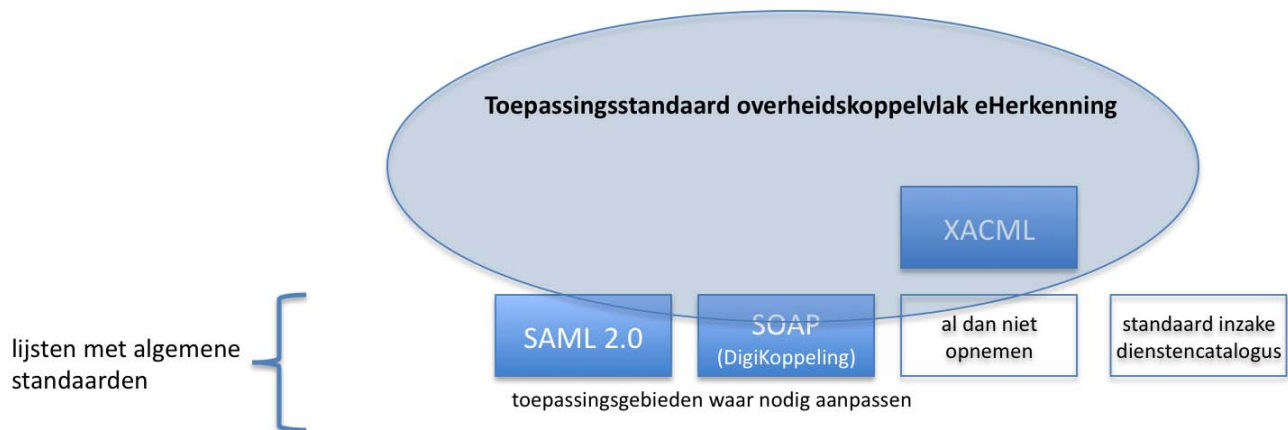 Toepassingsstandaard overheidskoppelvlak eHerkenning
XACML
lijsten met algemene
standaarden
SAML 2.0
SOAP
(DigiKoppeling)
al dan niet
opnemen
standaard inzake
dienstencatalogus
toepassingsgebieden waar nodig aanpassen